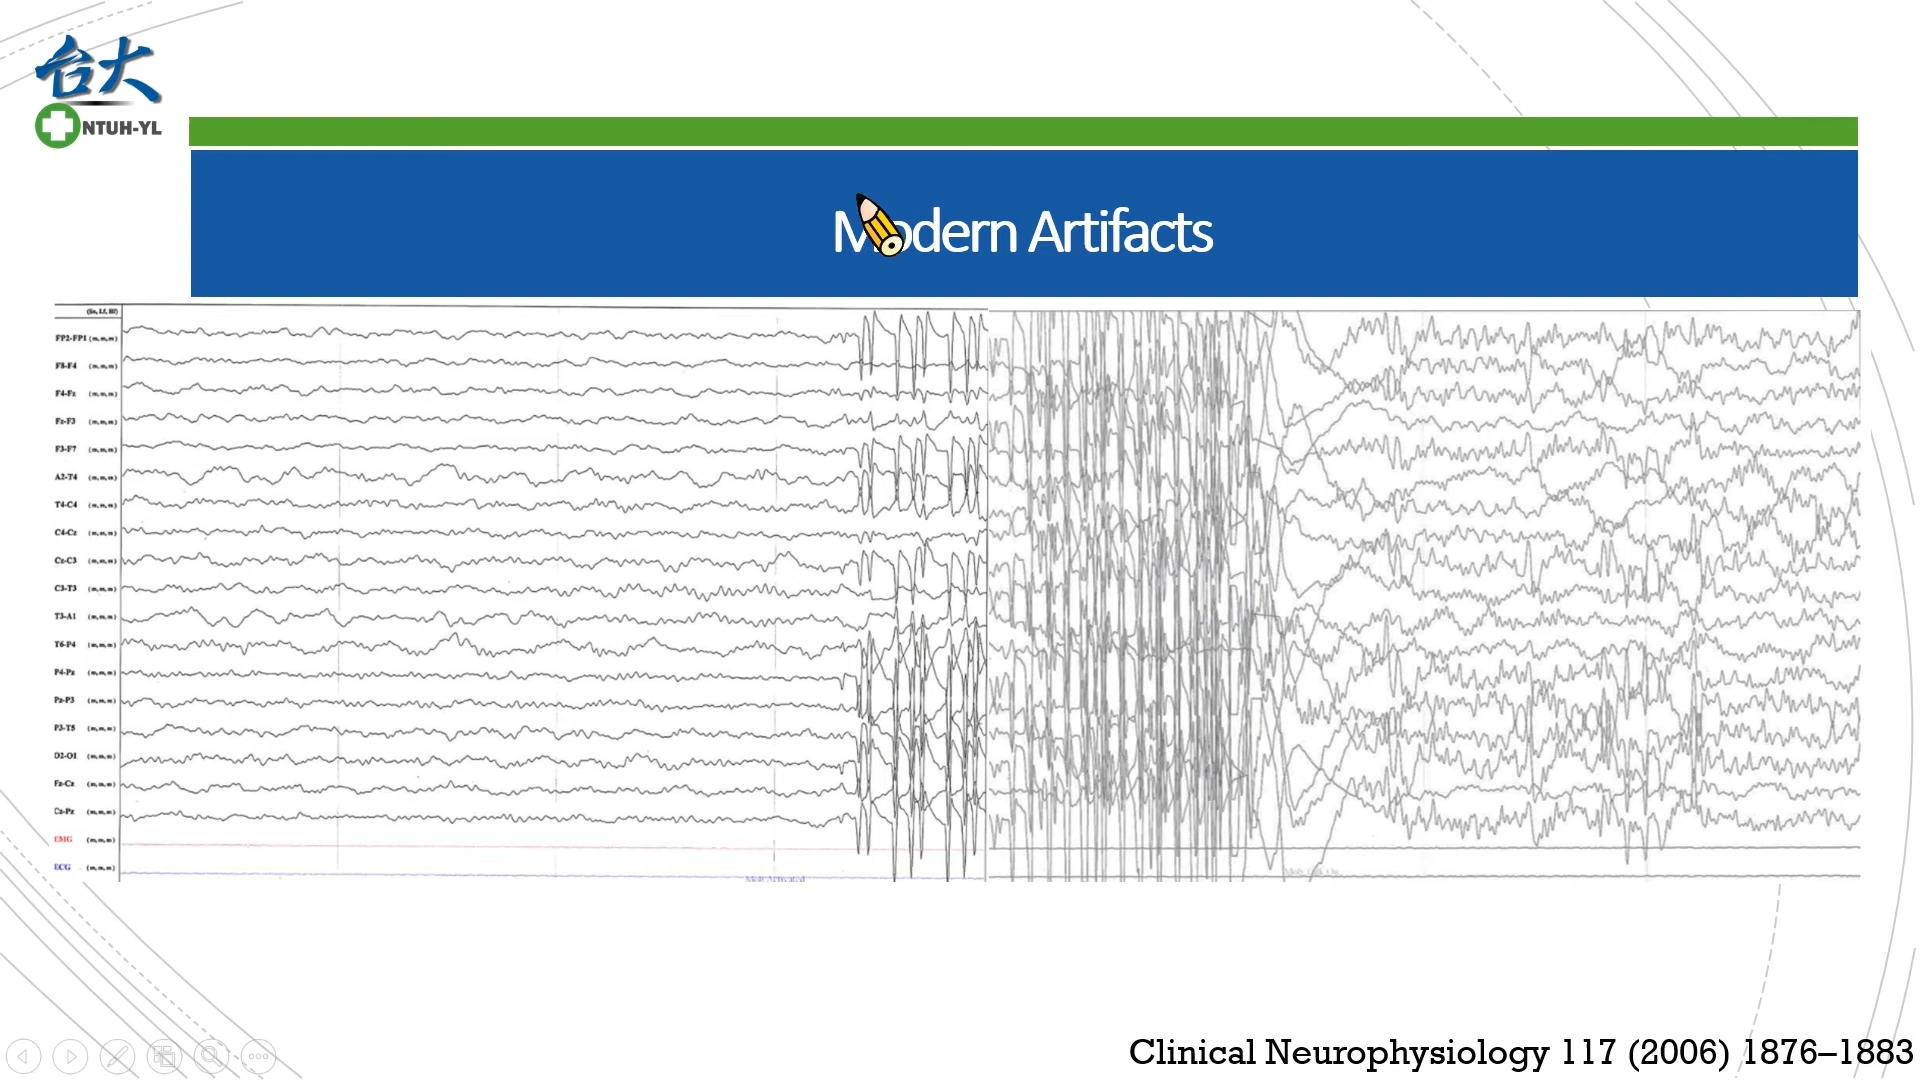 台大
NTUH-YL
Modern Artifacts
FP2-FP1 (m,m,m)
F8-F4 (m,m,m)
F4-Fz (m,m,m)
Fz-F3 (m,m,m)
F3-F7 (m,m,m)
A2-T4 (m,m,m)
T4-C4 (m,m,m)
C4-Cz (m,m,m)
Cz-C3 (m,m,m)
C3-T3 (m,m,m)
T3-A1 (m,m,m)
T6-P4 (m,m,m)
P4-Pz (m,m,m)
Pz-P3 (m,m,m)
P3-T5 (m,m,m)
O2-O1 (m,m,m)
Fz-Cz (m,m,m)
Cz-Pz (m,m,m)
EMG (m,m,m)
ECG (m,m,m)
Clinical Neurophysiology 117 (2006) 1876–1883